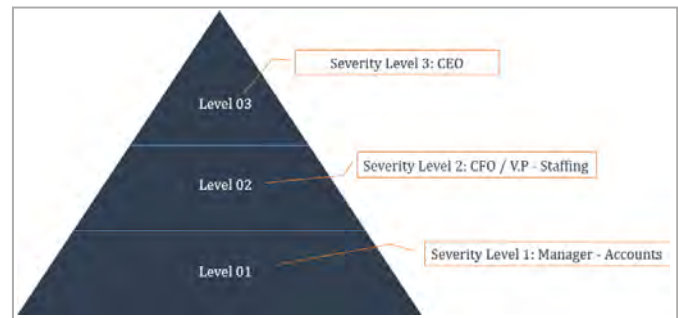 Severity Level 3: CEO
Level 03
Severity Level 2: CFO / V.P - Staffing
Level 02
Severity Level 1: Manager - Accounts
Level 01